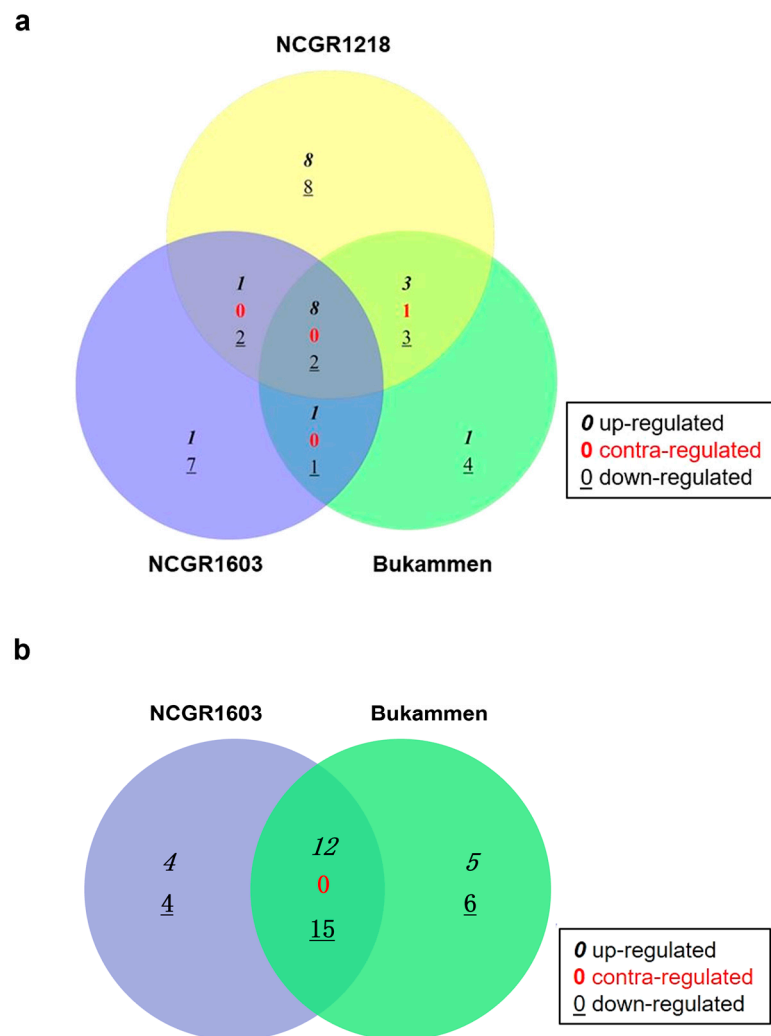 a
NCGR1218
8
8
1
0
2
8
0
2
3
1
3
1
7
1
0
1
1
4
0 up-regulated
0 contra-regulated
0 down-regulated
NCGR1603
Bukammen
b
NCGR1603
Bukammen
4
4
12
0
15
5
6
0 up-regulated
0 contra-regulated
0 down-regulated